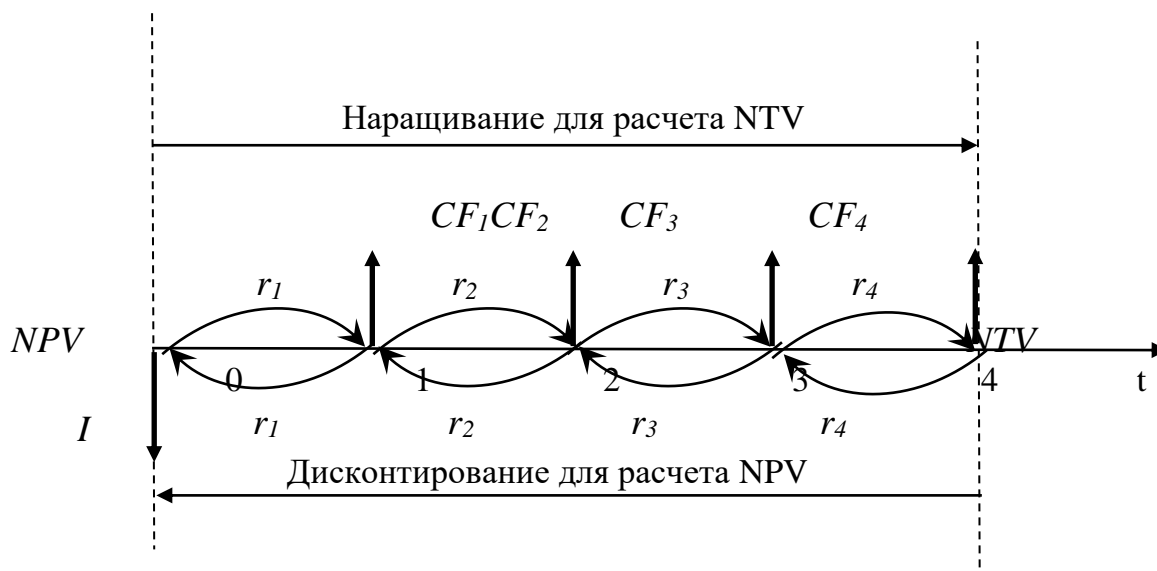 Наращивание для расчета NTV
CF₁CF₂ CF₃ CF₄
r₁ r₂ r₃ r₄
NPV NTV
0 1 2 3 4 t
I r₁ r₂ r₃ r₄
Дисконтирование для расчета NPV